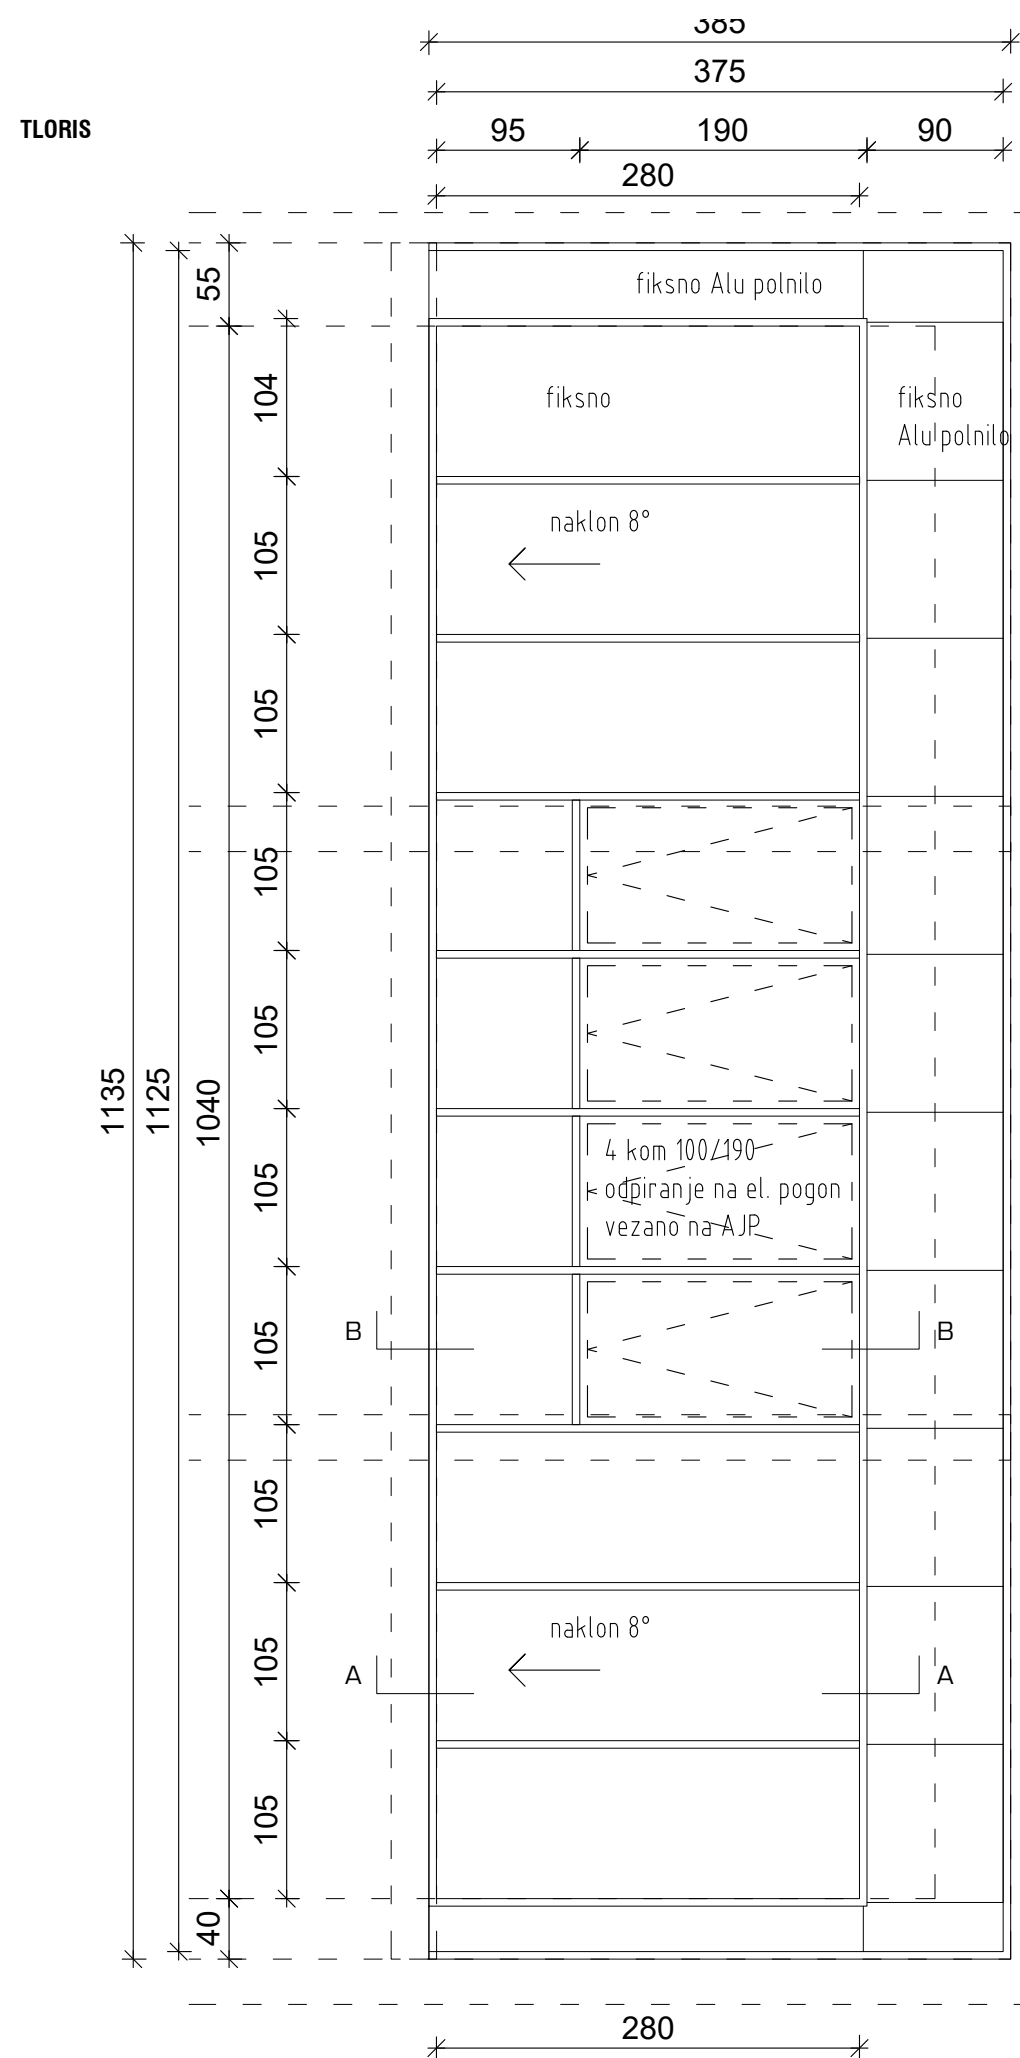 385
375
TLORIS
95 190 90
280
55
fiksno Alu polnilo
104
fiksno
fiksno
Alu polnilo
105
naklon 8°
105
105
105
1135
1125
1040
105
4 kom 100/190
odpiranje na el. pogon
vezano na AJP
105
B B
105
105
naklon 8°
A A
105
40
280